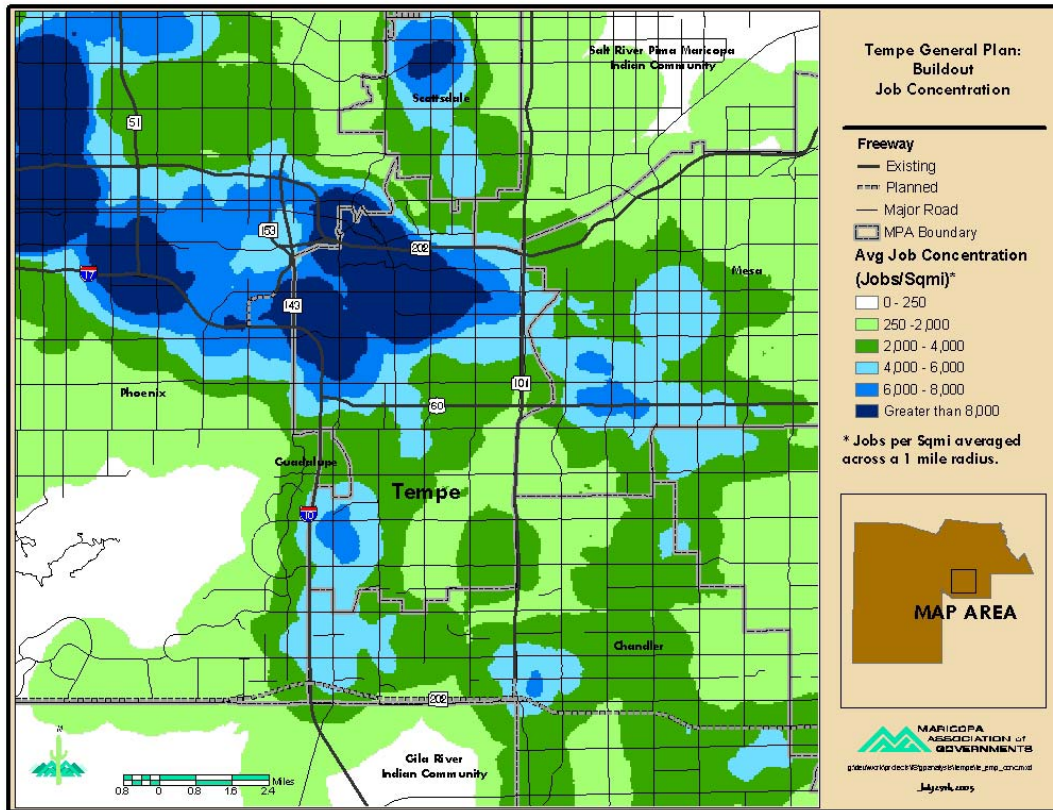 Salt River Pima Maricopa
Indian Community
Scottsdale
51
153
202
17
143
Mesa
Phoenix
101
60
Guadalupe
Tempe
10
Chandler
202
Gila River
Indian Community
N
0.8 0 0.8 1.6 2.4 Miles
Tempe General Plan:
Buildout
Job Concentration
Freeway
Existing
Planned
Major Road
MPA Boundary
Avg Job Concentration
(Jobs/Sqmi)*
0 - 250
250 -2,000
2,000 - 4,000
4,000 - 6,000
6,000 - 8,000
Greater than 8,000
* Jobs per Sqmi averaged
across a 1 mile radius.
MAP AREA
MARICOPA
ASSOCIATION of
GOVERNMENTS
July 29th, 2005